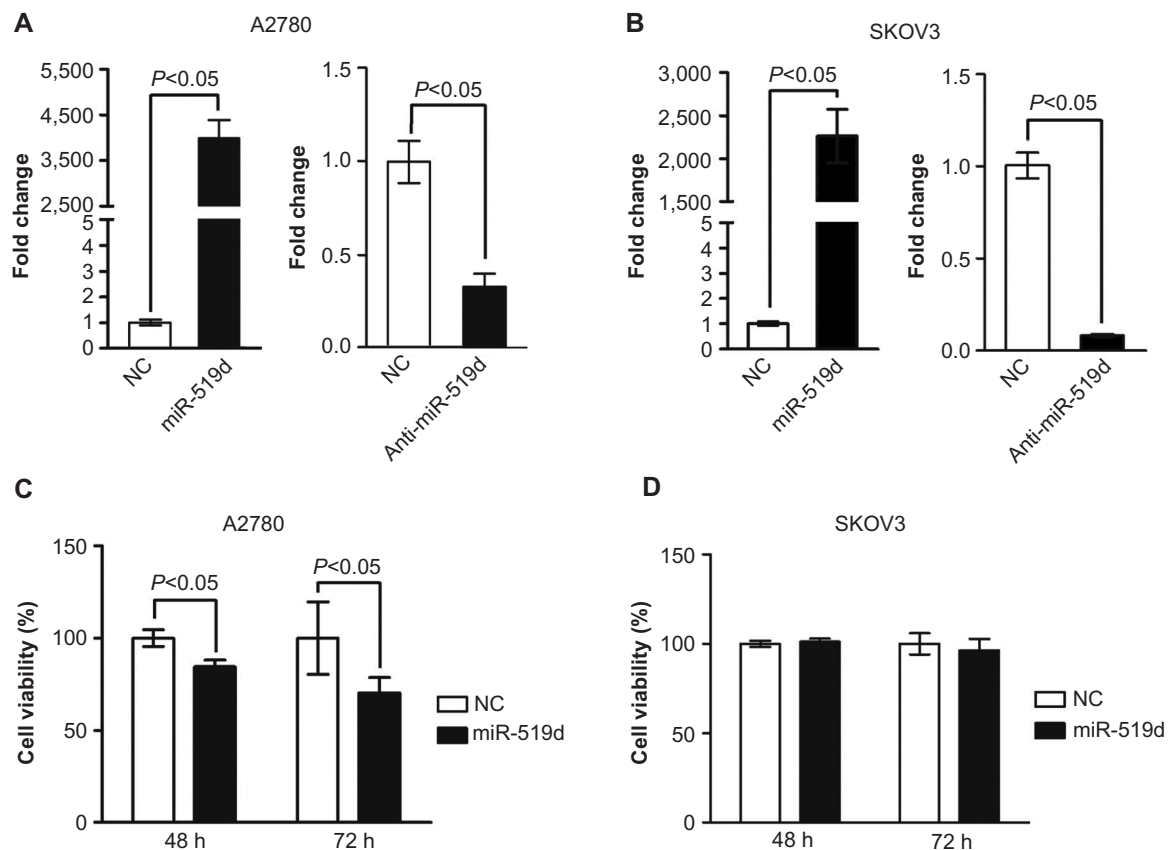 A
A2780
Fold change
5,500
4,500
3,500
2,500
5
4
3
2
1
0
P<0.05
NC
miR-519d
Fold change
1.5
1.0
0.5
0.0
P<0.05
NC
Anti-miR-519d
B
SKOV3
Fold change
3,000
2,500
2,000
1,500
5
4
3
2
1
0
P<0.05
NC
miR-519d
Fold change
1.5
1.0
0.5
0.0
P<0.05
NC
Anti-miR-519d
C
A2780
Cell viability (%)
150
100
50
0
P<0.05
P<0.05
48 h
72 h
NC
miR-519d
D
SKOV3
Cell viability (%)
150
100
50
0
48 h
72 h
NC
miR-519d